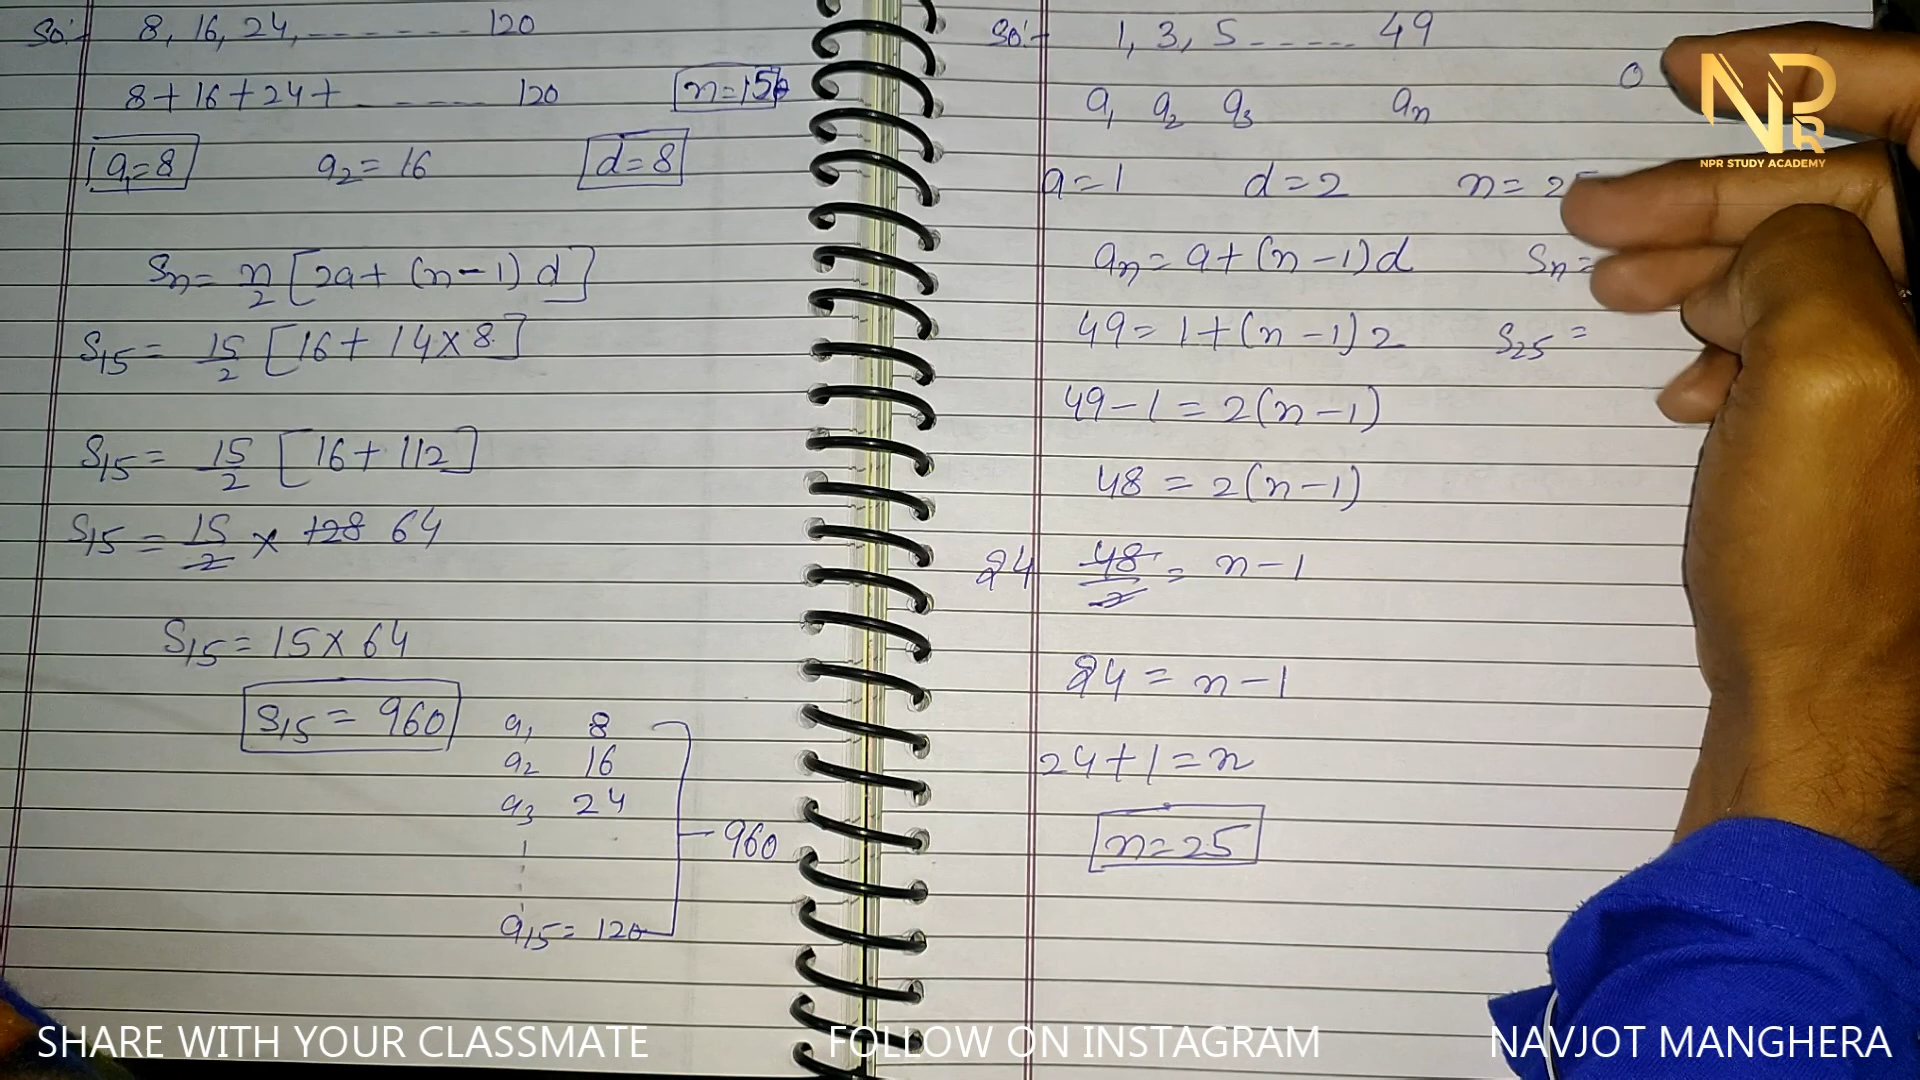 Sol:- 8, 16, 24, ------- 120
8 + 16 + 24 + ------ 120 n=15
a₁=8 a₂=16 d=8
Sn = n/2 [2a + (n-1) d]
S₁₅ = 15/2 [16 + 14×8]
S₁₅ = 15/2 [16 + 112]
S₁₅ = 15/2 × 128 64
S₁₅ = 15×64
S₁₅ = 960
a₁ 8
a₂ 16
a₃ 24
960
a₁₅ = 120
Sol:- 1, 3, 5 ----- 49
a₁ a₂ a₃ an
a=1 d=2 n=
an = a+(n-1)d Sn=
49 = 1+(n-1)2 S₂₅ =
49-1 = 2(n-1)
48 = 2(n-1)
24 48/2 = n-1
24 = n-1
24+1=n
n=25
NPR
NPR STUDY ACADEMY
SHARE WITH YOUR CLASSMATE FOLLOW ON INSTAGRAM NAVJOT MANGHERA